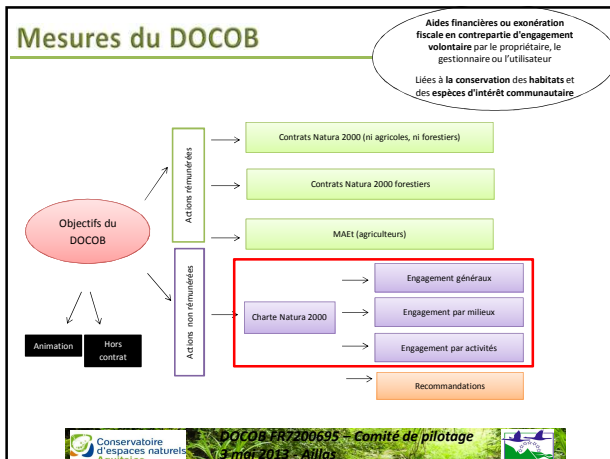 Mesures du DOCOB
Aides financières ou exonération
fiscale en contrepartie d'engagement
volontaire par le propriétaire, le
gestionnaire ou l'utilisateur
Liées à la conservation des habitats et
des espèces d'intérêt communautaire
Objectifs du
DOCOB
Animation
Hors
contrat
Actions rémunérées
Contrats Natura 2000 (ni agricoles, ni forestiers)
Contrats Natura 2000 forestiers
MAEt (agriculteurs)
Actions non rémunérées
Charte Natura 2000
Engagement généraux
Engagement par milieux
Engagement par activités
Recommandations
Conservatoire
d'espaces naturels
Aquitaine
DOCOB FR7200695 – Comité de pilotage
3 mai 2013 - Aillas